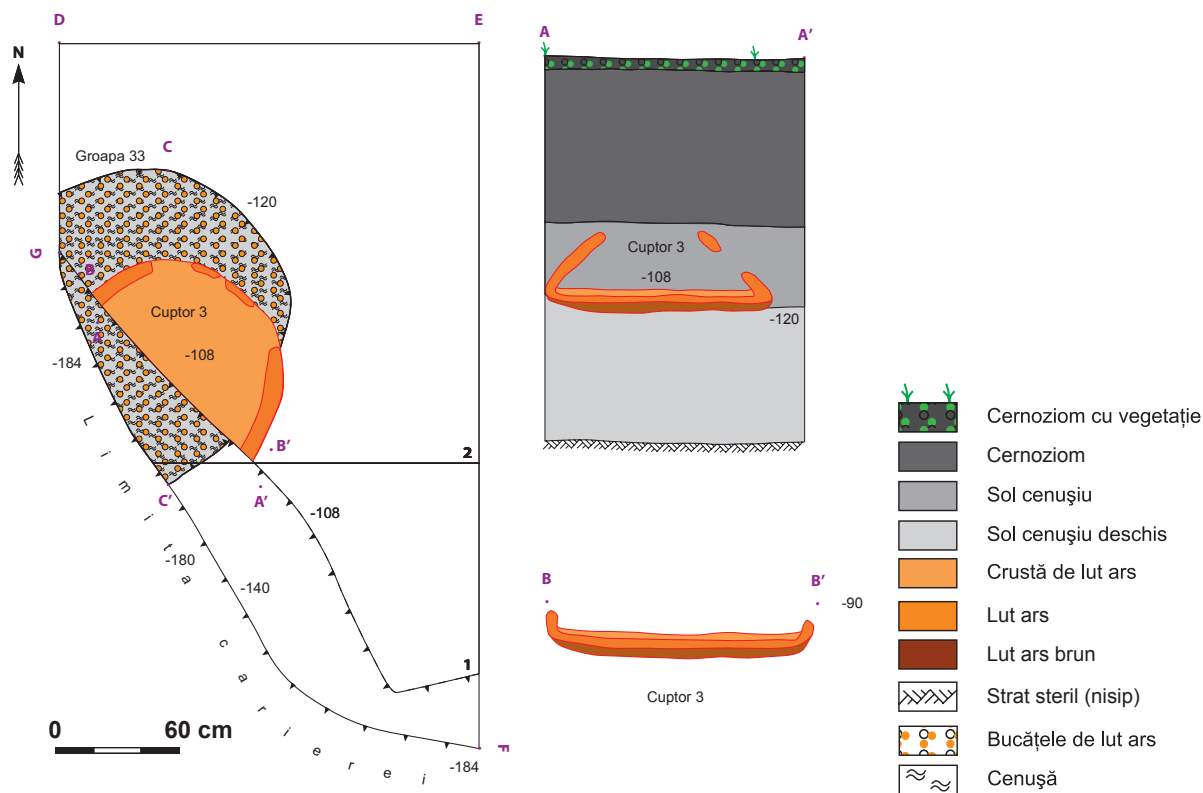 D
E
N
Groapa 33
C
-120
G
B
Cuptor 3
A
-108
-184
B'
2
C'
A'
-108
-180
-140
1
Limita carierei
-184
F
0 60 cm
A
A'
Cuptor 3
-108
-120
B
B'
-90
Cuptor 3
Cernoziom cu vegetație
Cernoziom
Sol cenuşiu
Sol cenuşiu deschis
Crustă de lut ars
Lut ars
Lut ars brun
Strat steril (nisip)
Bucățele de lut ars
Cenuşă